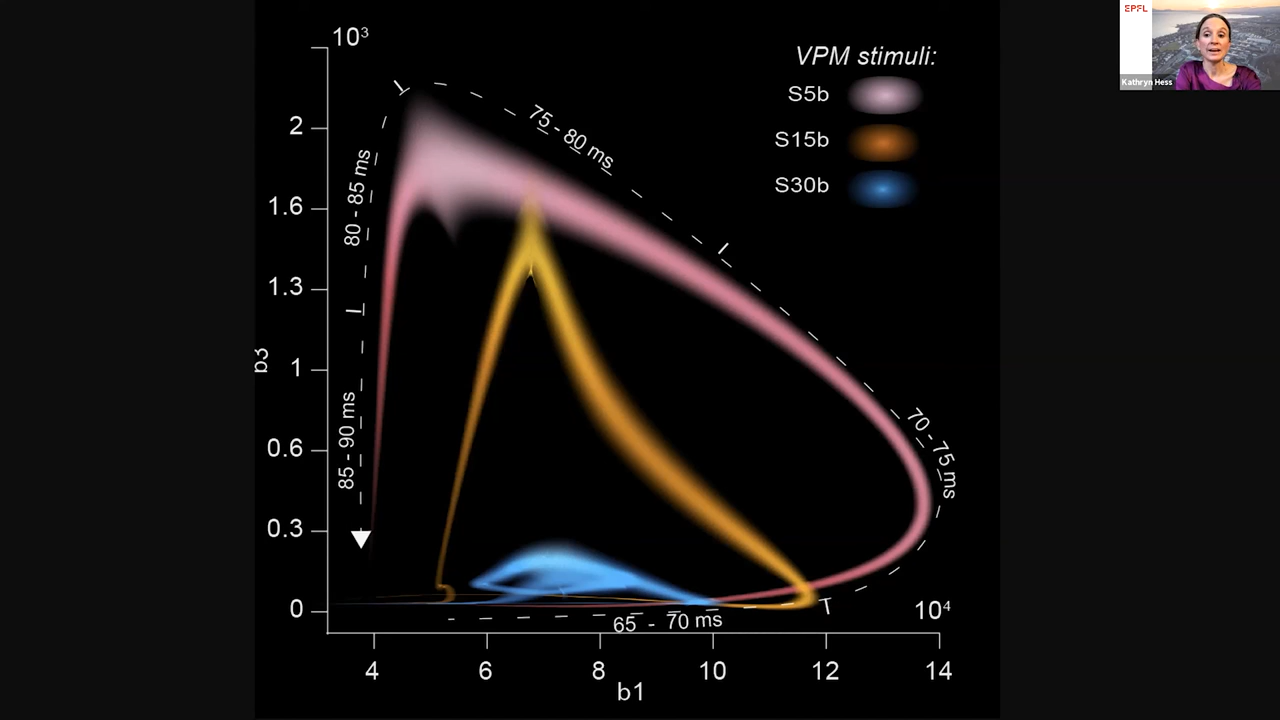 10³
VPM stimuli:
S5b
S15b
S30b
EPFL
Kathryn Hess
75 - 80 ms
80 - 85 ms
85 - 90 ms
70 - 75 ms
65 - 70 ms
2
1.6
1.3
1
0.6
0.3
0
b3
10⁴
4
6
8
10
12
14
b1